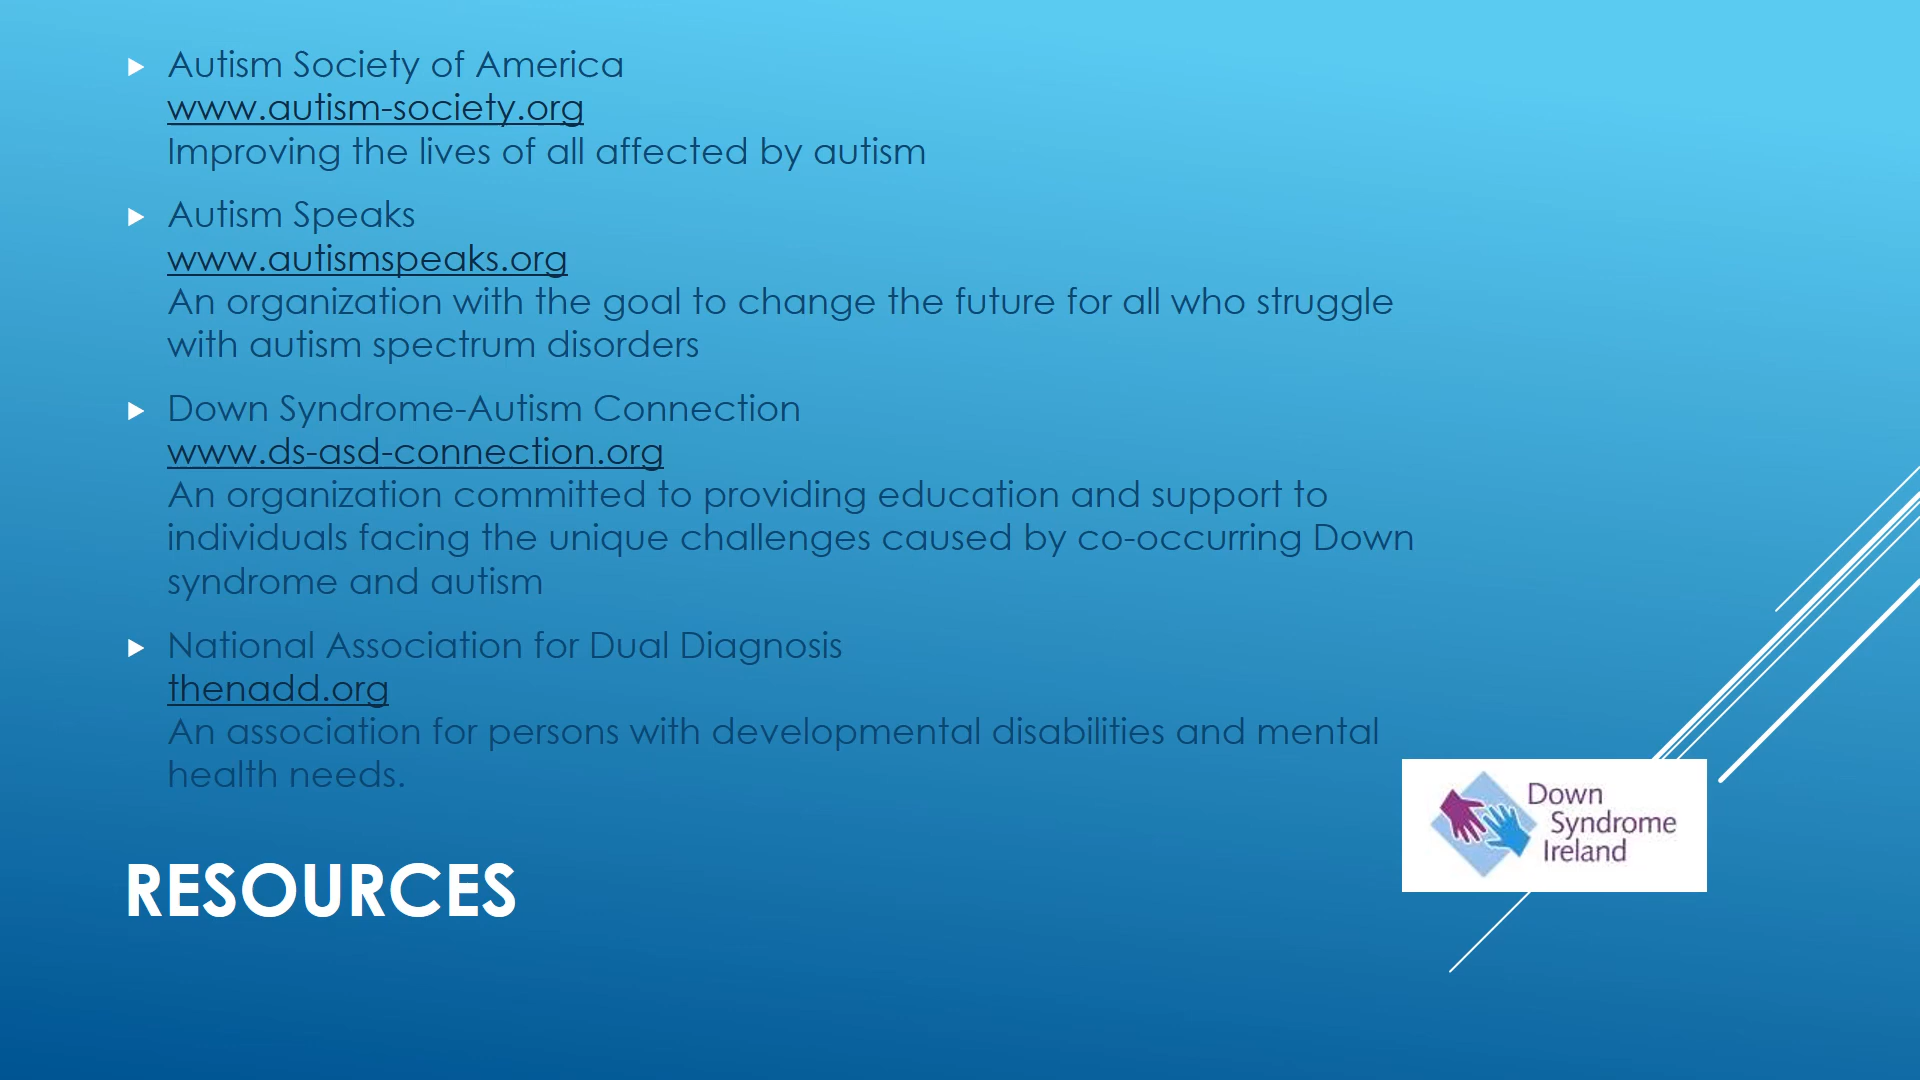 Autism Society of America
www.autism-society.org
Improving the lives of all affected by autism
Autism Speaks
www.autismspeaks.org
An organization with the goal to change the future for all who struggle
with autism spectrum disorders
Down Syndrome-Autism Connection
www.ds-asd-connection.org
An organization committed to providing education and support to
individuals facing the unique challenges caused by co-occurring Down
syndrome and autism
National Association for Dual Diagnosis
thenadd.org
An association for persons with developmental disabilities and mental
health needs.
RESOURCES
Down
Syndrome
Ireland